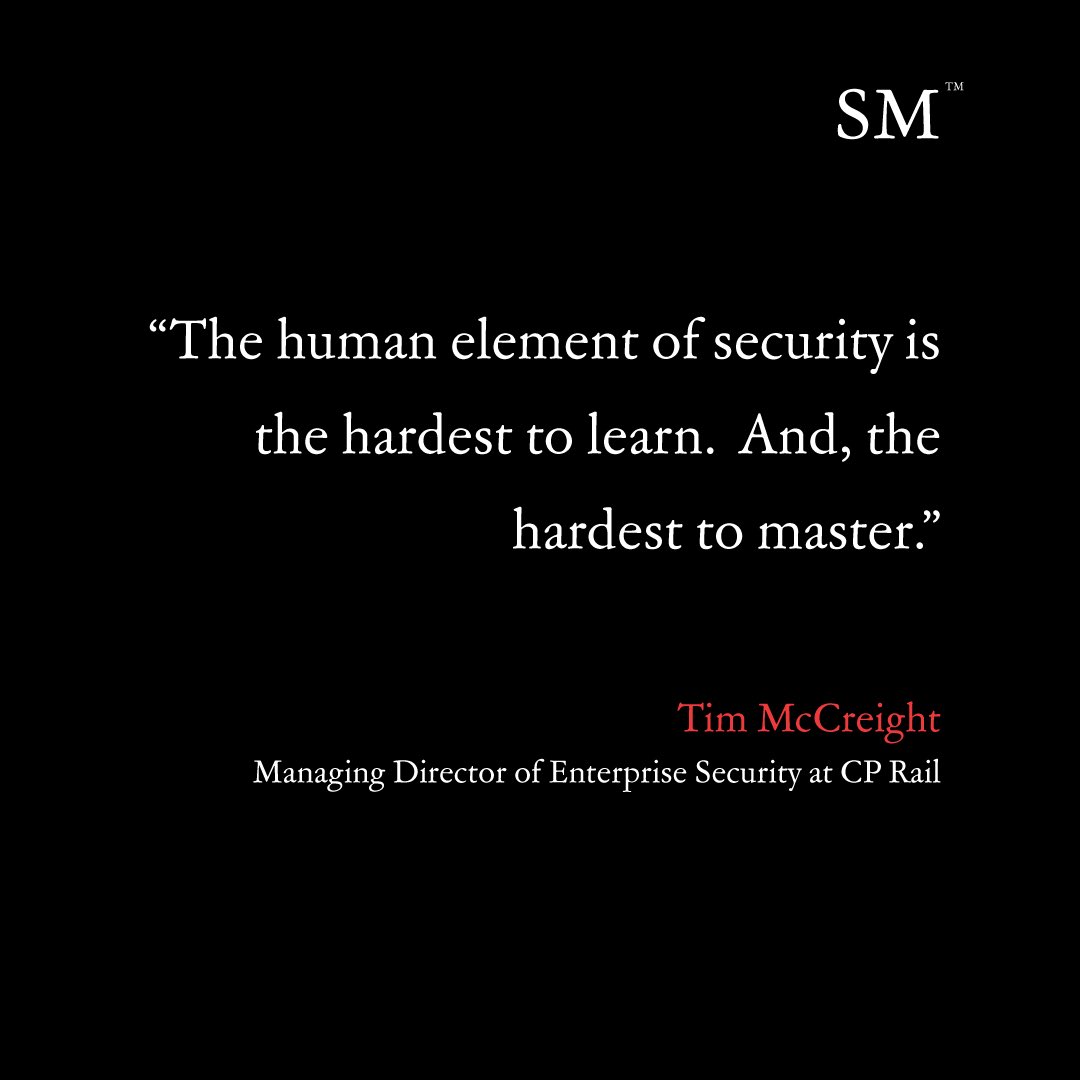 SM™
“The human element of security is
the hardest to learn.  And, the
hardest to master.”
Tim McCreight
Managing Director of Enterprise Security at CP Rail